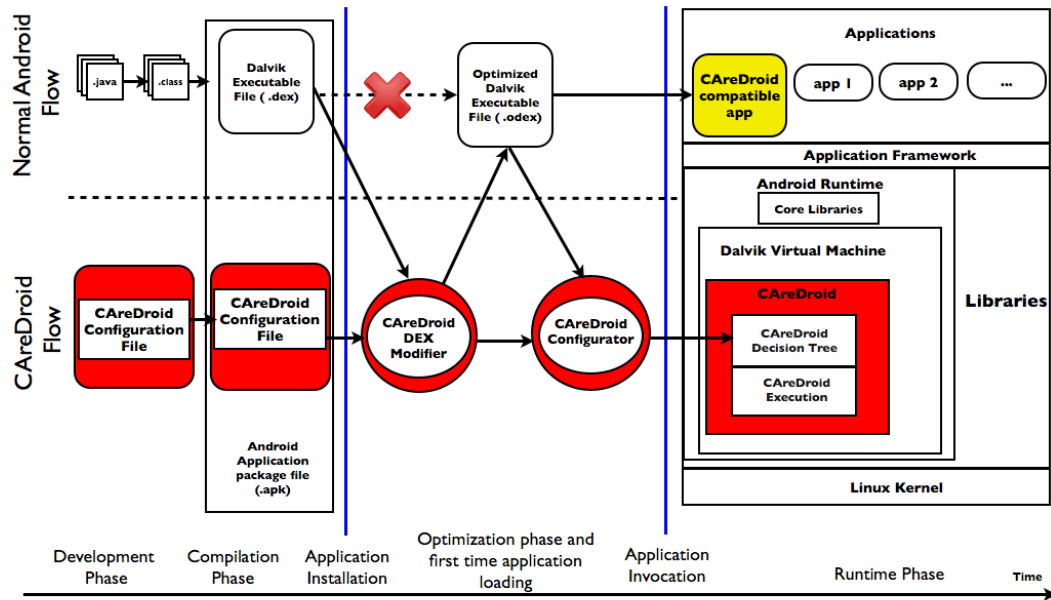 Normal Android
Flow
.java
.class
Dalvik
Executable
File ( .dex)
Optimized
Dalvik
Executable
File ( .odex)
Applications
CAreDroid
compatible
app
app 1
app 2
...
Application Framework
Android Runtime
Core Libraries
Dalvik Virtual Machine
Libraries
CAreDroid
CAreDroid
Decision Tree
CAreDroid
Execution
Linux Kernel
CAreDroid
Flow
CAreDroid
Configuration
File
CAreDroid
Configuration
File
CAreDroid
DEX
Modifier
CAreDroid
Configurator
Android
Application
package file
(.apk)
Development
Phase
Compilation
Phase
Application
Installation
Optimization phase and
first time application
loading
Application
Invocation
Runtime Phase
Time